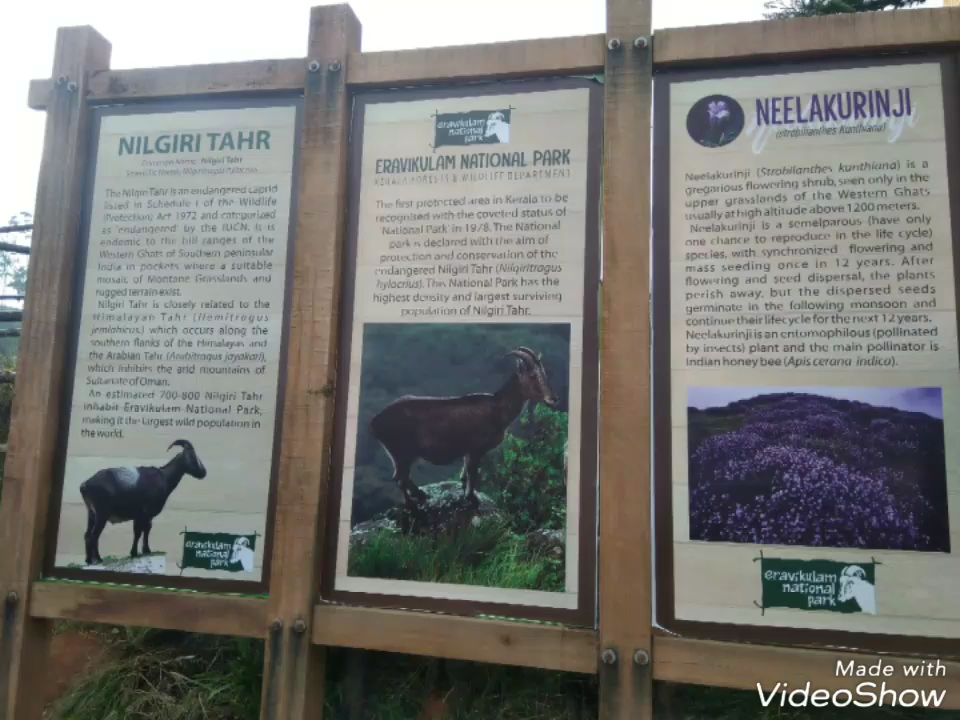 NILGIRI TAHR
Common Name: Nilgiri Tahr
Scientific Name: Nilgiritragus hylocrius
The Nilgiri Tahr is an endangered caprid
listed in Schedule I of the Wildlife
(Protection) Act 1972 and categorized
as 'endangered' by the IUCN. It is
endemic to the hill ranges of the
Western Ghats of Southern peninsular
India in pockets where a suitable
mosaic of Montane Grasslands and
rugged terrain exist.
Nilgiri Tahr is closely related to the
Himalayan Tahr (Hemitragus
jemlahicus) which occurs along the
southern flanks of the Himalayas and
the Arabian Tahr (Arabitragus jayakari),
which inhibits the arid mountains of
Sultanate of Oman.
An estimated 700-800 Nilgiri Tahr
inhabit Eravikulam National Park,
making it the largest wild population in
the world.
eravikulam
national
park
eravikulam
national
park
ERAVIKULAM NATIONAL PARK
KERALA FORESTS & WILDLIFE DEPARTMENT
The first protected area in Kerala to be
recognised with the coveted status of
'National Park' in 1978. The National
park is declared with the aim of
protection and conservation of the
endangered Nilgiri Tahr (Nilgiritragus
hylocrius). This National Park has the
highest density and largest surviving
population of Nilgiri Tahr.
NEELAKURINJI
(strobilianthes Kunthiana)
Neelakurinji (Strobilanthes kunthiana) is a
gregarious flowering shrub, seen only in the
upper grasslands of the Western Ghats
usually at high altitude above 1200 meters.
Neelakurinji is a semelparous (have only
one chance to reproduce in the life cycle)
species, with synchronized flowering and
mass seeding once in 12 years. After
flowering and seed dispersal, the plants
perish away, but the dispersed seeds
germinate in the following monsoon and
continue their lifecycle for the next 12 years.
Neelakurinji is an entomophilous (pollinated
by insects) plant and the main pollinator is
Indian honey bee (Apis cerana indica).
eravikulam
national
park
Made with
VideoShow